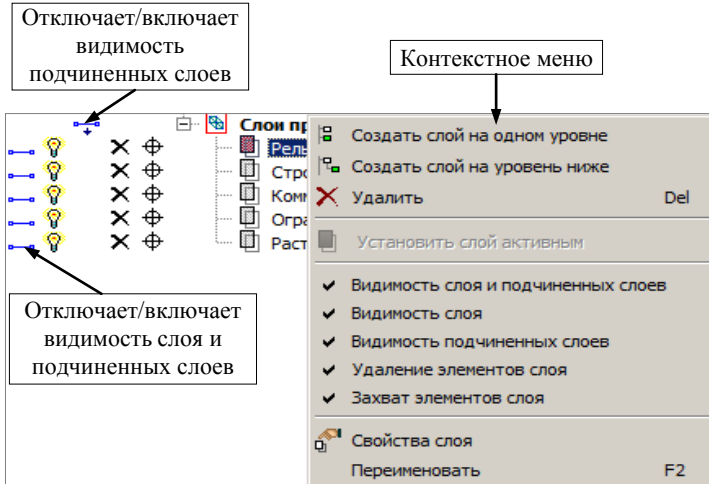 Отключает/включает
видимость
подчиненных слоев
Контекстное меню
Слои пр
Рель
Стро
Комм
Огра
Раст
Создать слой на одном уровне
Создать слой на уровень ниже
Удалить Del
Установить слой активным
Видимость слоя и подчиненных слоев
Видимость слоя
Видимость подчиненных слоев
Удаление элементов слоя
Захват элементов слоя
Свойства слоя
Переименовать F2
Отключает/включает
видимость слоя и
подчиненных слоев